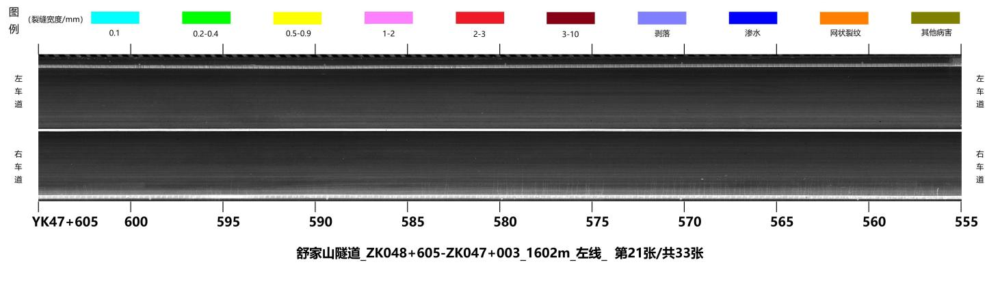 图例 (裂缝宽度/mm) 0.1 0.2-0.4 0.5-0.9 1-2 2-3 3-10 剥落 渗水 网状裂纹 其他病害
左车道 左车道
右车道 右车道
YK47+605 600 595 590 585 580 575 570 565 560 555
舒家山隧道_ZK048+605-ZK047+003_1602m_左线_ 第21张/共33张